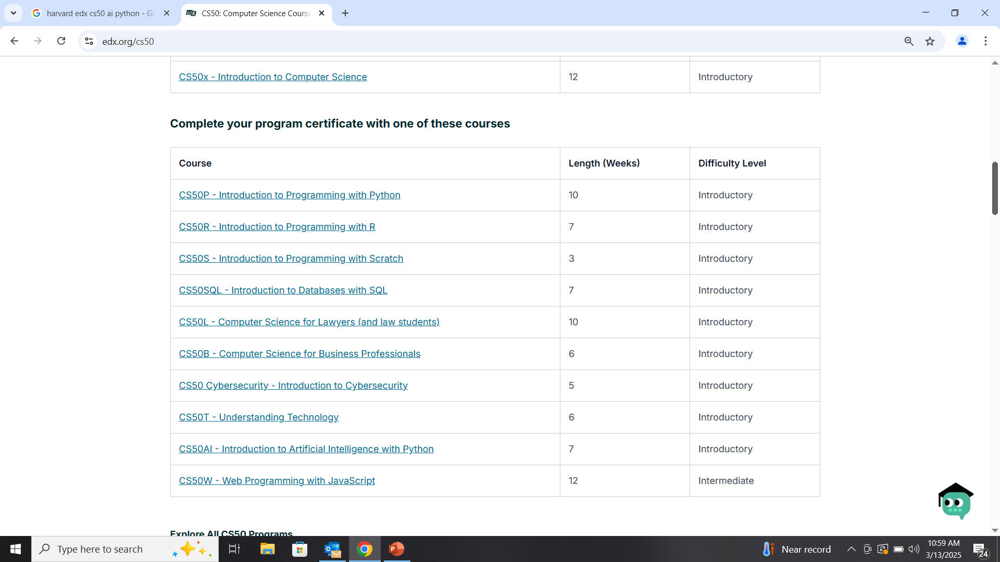 harvard edx cs50 ai python - Go
CS50: Computer Science Course
edx.org/cs50
CS50x - Introduction to Computer Science 12 Introductory
Complete your program certificate with one of these courses
Course Length (Weeks) Difficulty Level
CS50P - Introduction to Programming with Python 10 Introductory
CS50R - Introduction to Programming with R 7 Introductory
CS50S - Introduction to Programming with Scratch 3 Introductory
CS50SQL - Introduction to Databases with SQL 7 Introductory
CS50L - Computer Science for Lawyers (and law students) 10 Introductory
CS50B - Computer Science for Business Professionals 6 Introductory
CS50 Cybersecurity - Introduction to Cybersecurity 5 Introductory
CS50T - Understanding Technology 6 Introductory
CS50AI - Introduction to Artificial Intelligence with Python 7 Introductory
CS50W - Web Programming with JavaScript 12 Intermediate
Explore All CS50 Programs
Type here to search
Near record
10:59 AM
3/13/2025
24